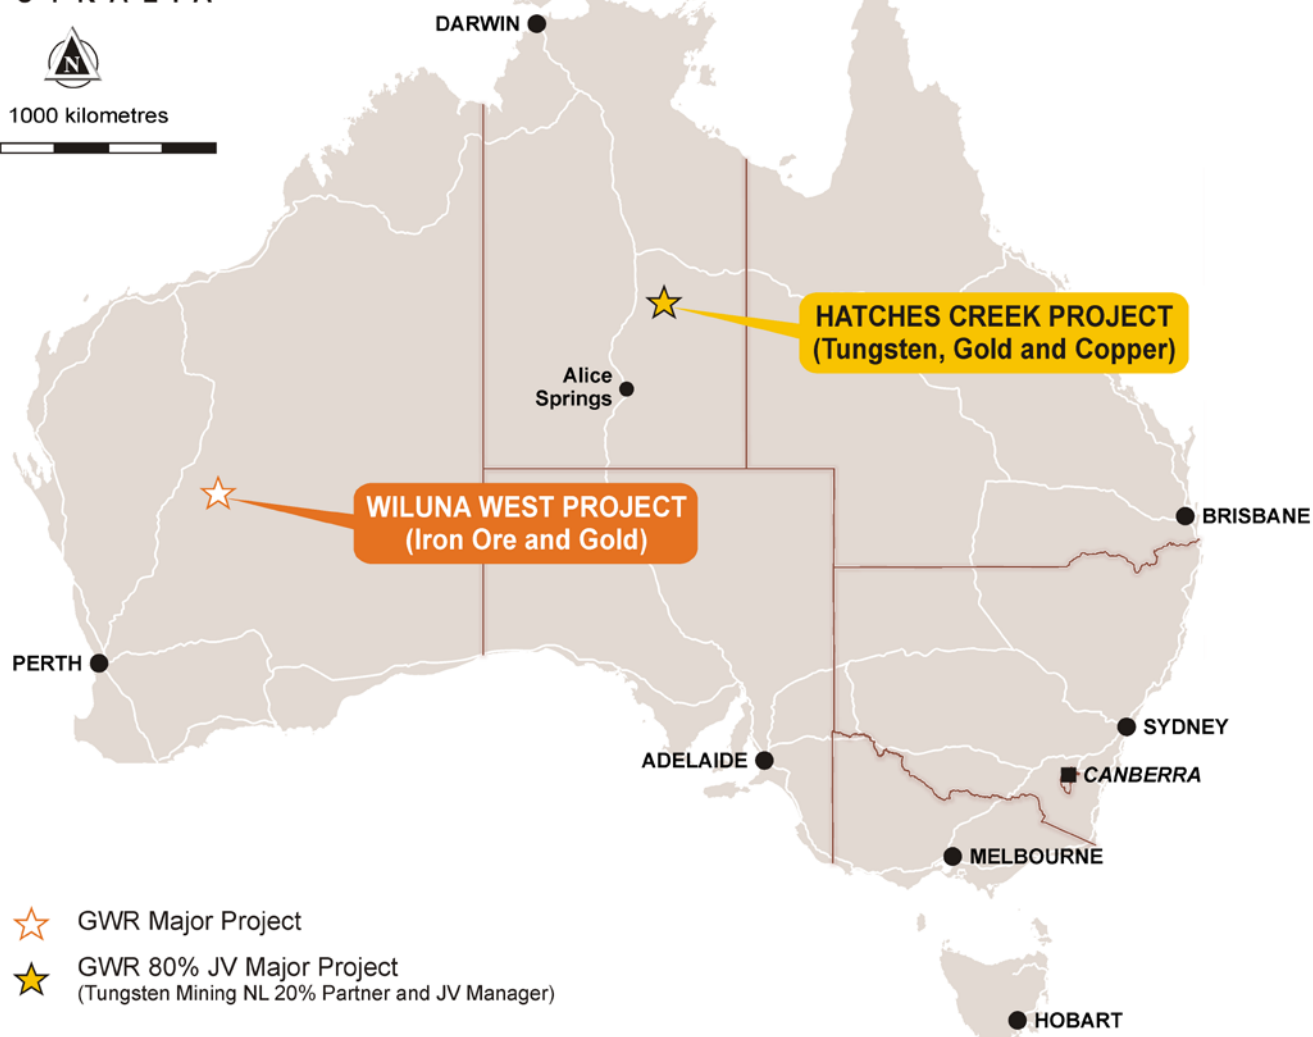 DARWIN
N
1000 kilometres
HATCHES CREEK PROJECT
(Tungsten, Gold and Copper)
Alice
Springs
WILUNA WEST PROJECT
(Iron Ore and Gold)
BRISBANE
PERTH
SYDNEY
ADELAIDE
CANBERRA
MELBOURNE
GWR Major Project
GWR 80% JV Major Project
(Tungsten Mining NL 20% Partner and JV Manager)
HOBART